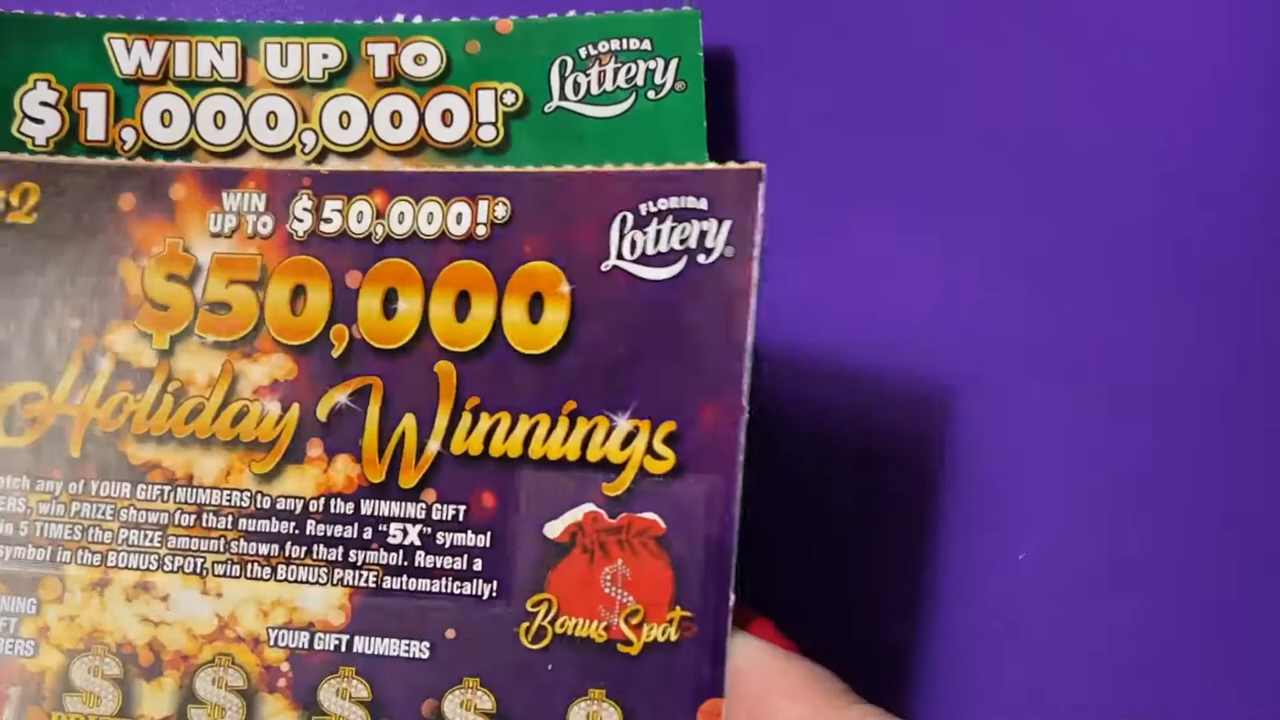 WIN UP TO
$1,000,000!*
FLORIDA
Lottery®
$2
WIN
UP TO $50,000!*
FLORIDA
Lottery®
$50,000
Holiday Winnings
any of YOUR GIFT NUMBERS to any of the WINNING GIFT
win PRIZE shown for that number. Reveal a "5X" symbol
5 TIMES the PRIZE amount shown for that symbol. Reveal a
symbol in the BONUS SPOT, win the BONUS PRIZE automatically!
$
Bonus Spot
YOUR GIFT NUMBERS
$ $ $ $ $